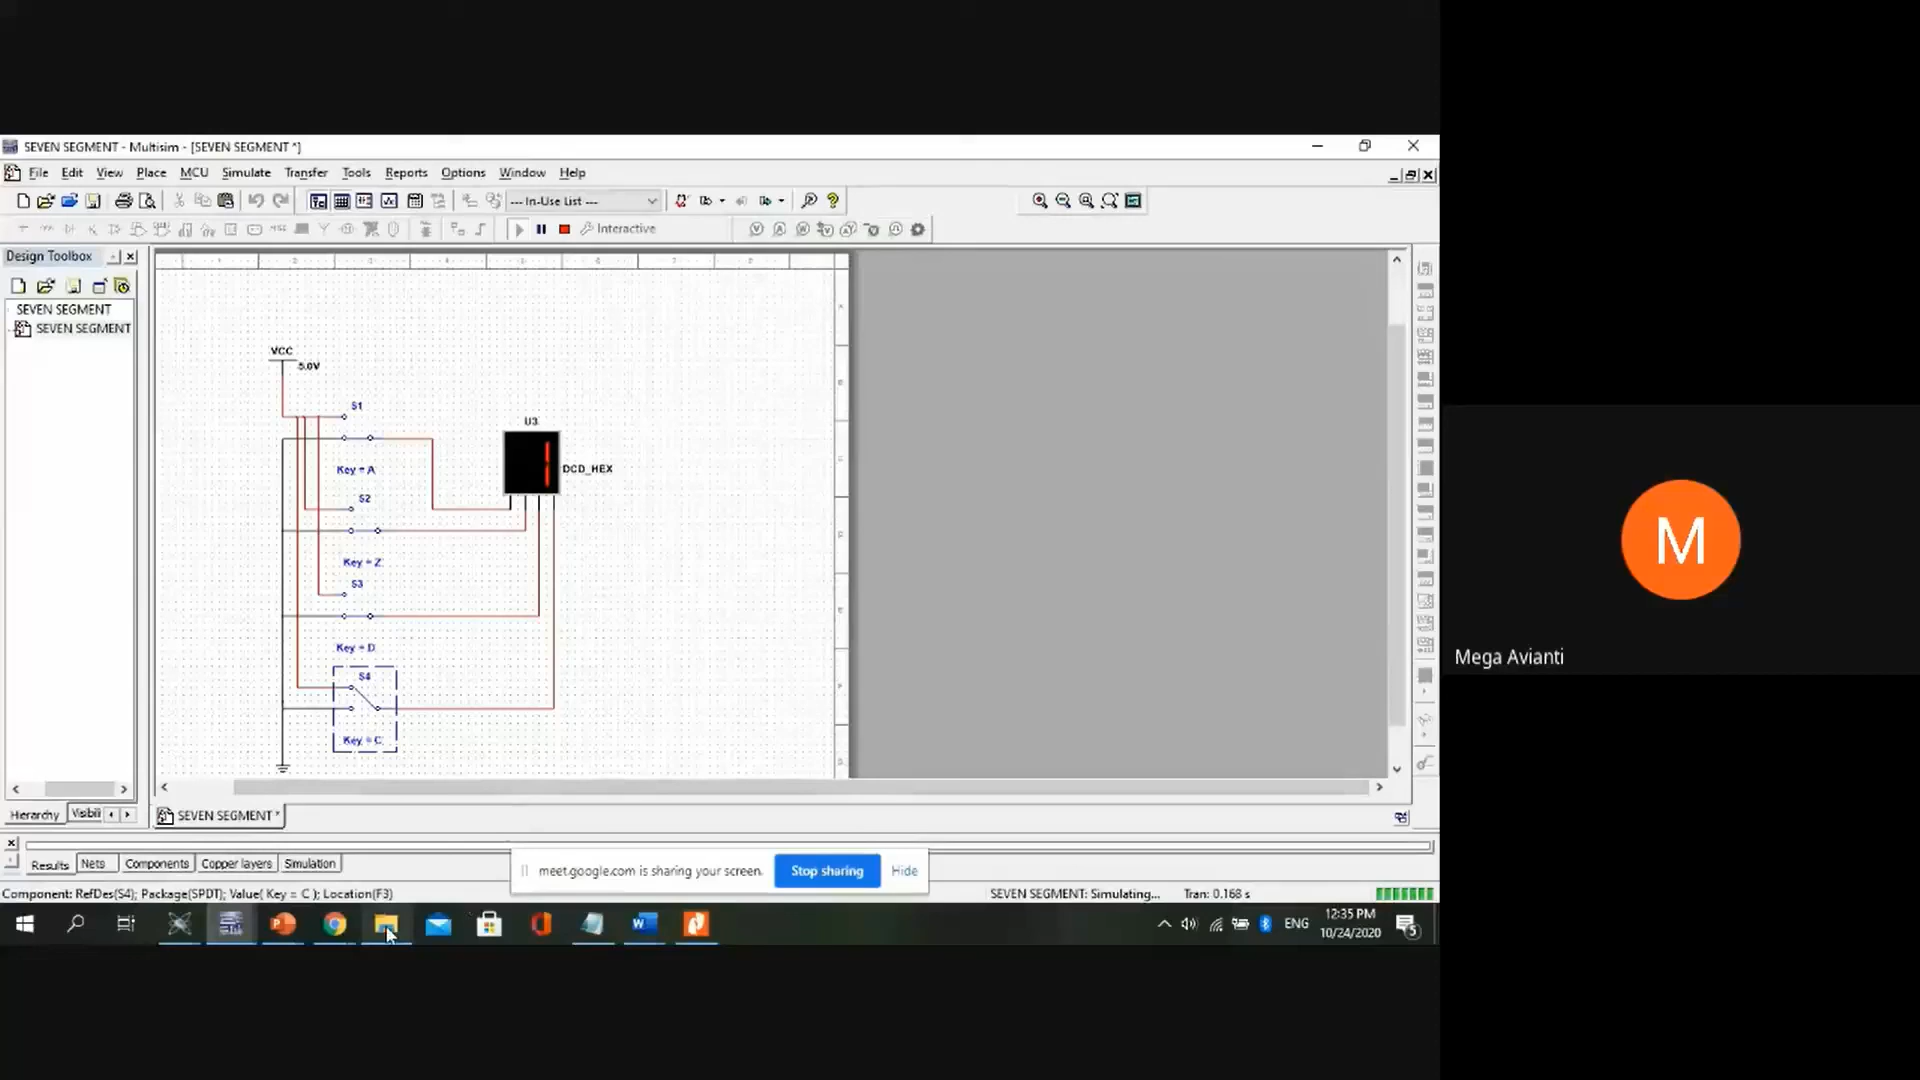 SEVEN SEGMENT - Multisim - [SEVEN SEGMENT *]
File Edit View Place MCU Simulate Transfer Tools Reports Options Window Help
--- In-Use List ---
Interactive
Design Toolbox
SEVEN SEGMENT
SEVEN SEGMENT
VCC
5.0V
S1
Key = A
U3
DCD_HEX
S2
Key = Z
S3
Key = D
S4
Key = C
M
Mega Avianti
Hierarchy Visibili
SEVEN SEGMENT *
Results Nets Components Copper layers Simulation
meet.google.com is sharing your screen. Stop sharing Hide
Component: RefDes(S4); Package(SPDT); Value( Key = C ); Location(F3)
SEVEN SEGMENT: Simulating... Tran: 0.168 s
ENG
12:35 PM
10/24/2020
5